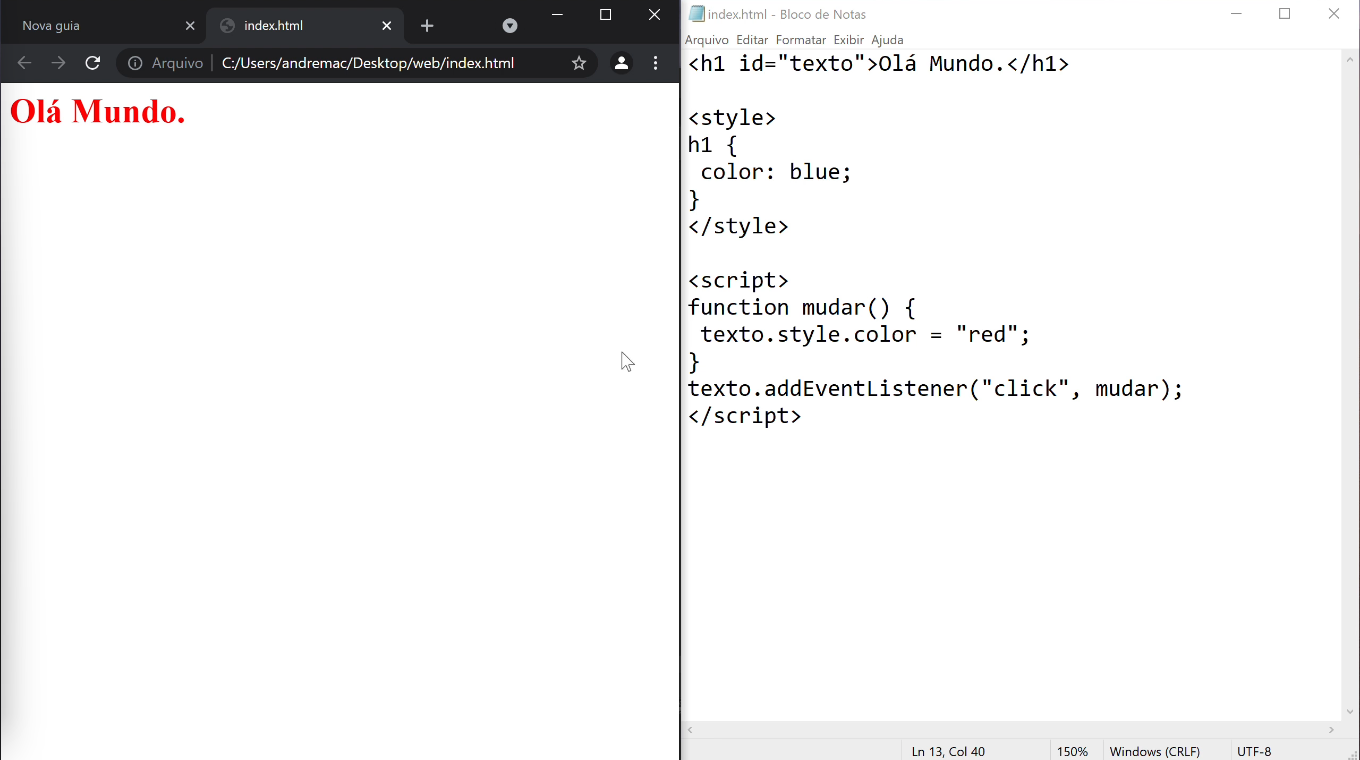 Nova guia
index.html
Arquivo | C:/Users/andremac/Desktop/web/index.html
Olá Mundo.
index.html - Bloco de Notas
Arquivo Editar Formatar Exibir Ajuda
<h1 id="texto">Olá Mundo.</h1>
<style>
h1 {
 color: blue;
}
</style>
<script>
function mudar() {
 texto.style.color = "red";
}
texto.addEventListener("click", mudar);
</script>
Ln 13, Col 40 150% Windows (CRLF) UTF-8